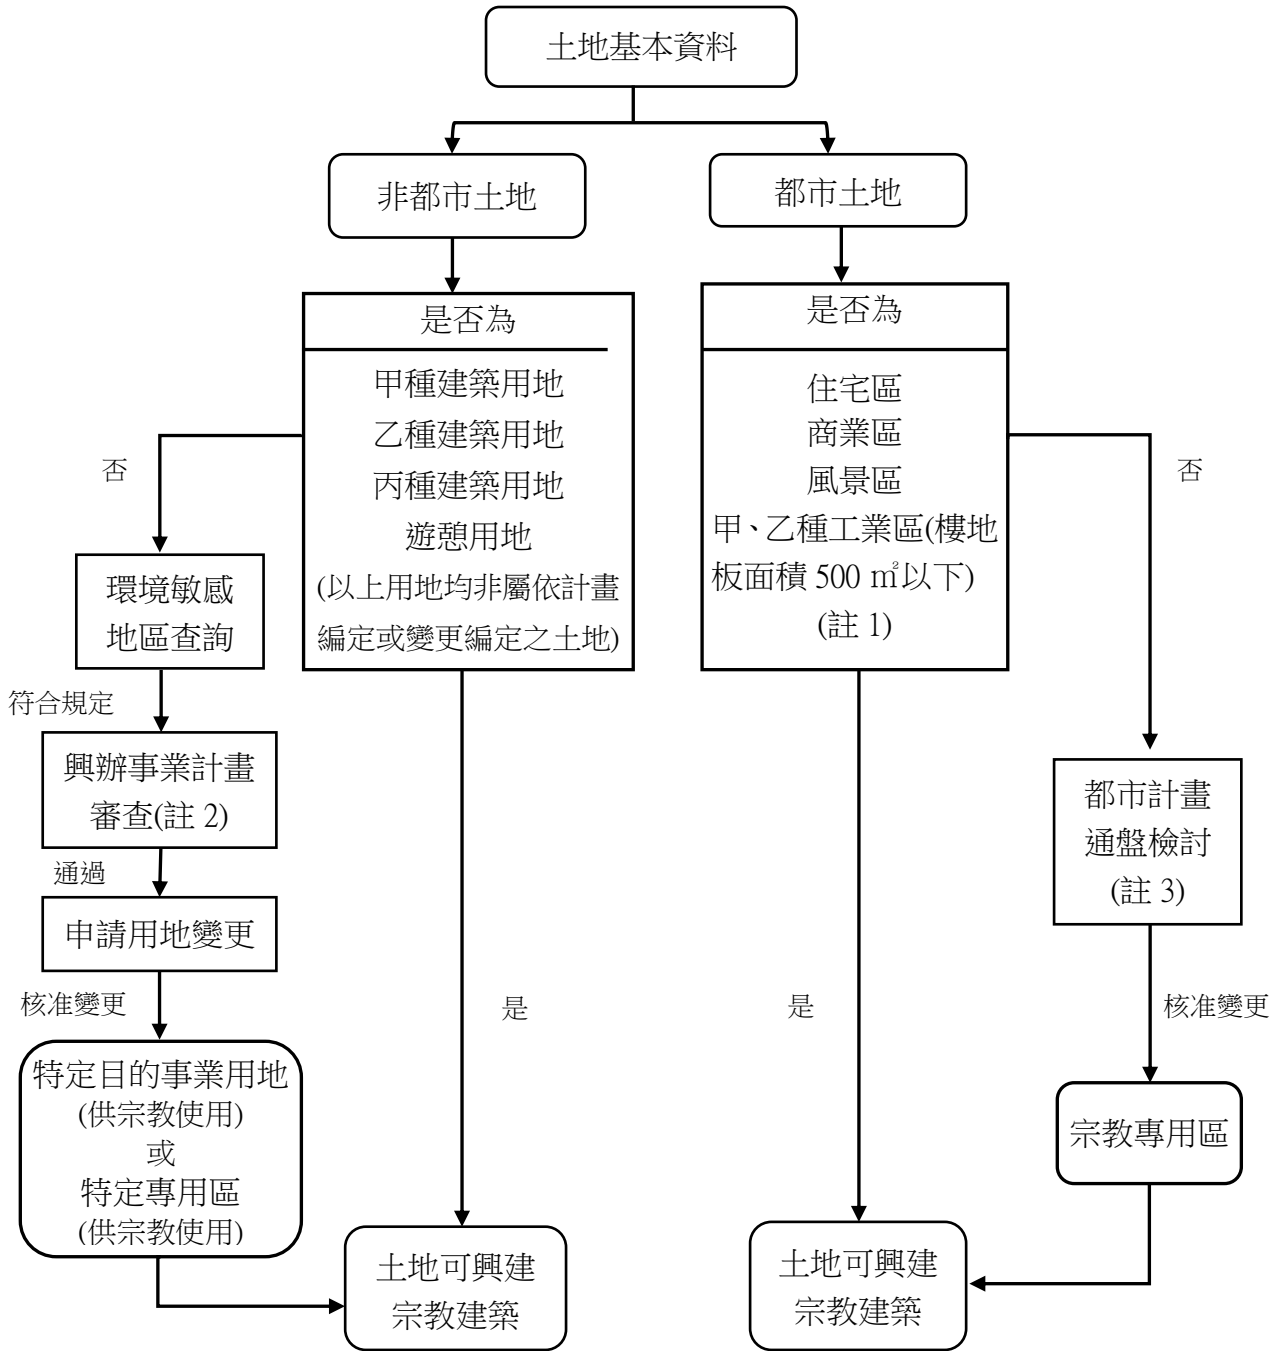 土地基本資料
非都市土地
都市土地
是否為
甲種建築用地
乙種建築用地
丙種建築用地
遊憩用地
(以上用地均非屬依計畫
編定或變更編定之土地)
是否為
住宅區
商業區
風景區
甲、乙種工業區(樓地
板面積 500 ㎡以下)
(註 1)
否
否
環境敏感
地區查詢
符合規定
興辦事業計畫
審查(註 2)
通過
申請用地變更
核准變更
特定目的事業用地
(供宗教使用)
或
特定專用區
(供宗教使用)
是
土地可興建
宗教建築
是
土地可興建
宗教建築
都市計畫
通盤檢討
(註 3)
核准變更
宗教專用區